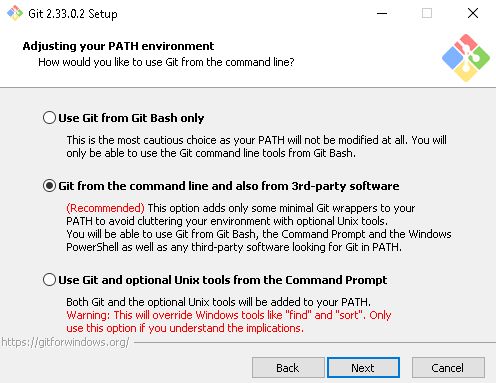 Git 2.33.0.2 Setup
Adjusting your PATH environment
How would you like to use Git from the command line?
Use Git from Git Bash only
This is the most cautious choice as your PATH will not be modified at all. You will
only be able to use the Git command line tools from Git Bash.
Git from the command line and also from 3rd-party software
(Recommended) This option adds only some minimal Git wrappers to your
PATH to avoid cluttering your environment with optional Unix tools.
You will be able to use Git from Git Bash, the Command Prompt and the Windows
PowerShell as well as any third-party software looking for Git in PATH.
Use Git and optional Unix tools from the Command Prompt
Both Git and the optional Unix tools will be added to your PATH.
Warning: This will override Windows tools like "find" and "sort". Only
use this option if you understand the implications.
https://gitforwindows.org/
Back
Next
Cancel